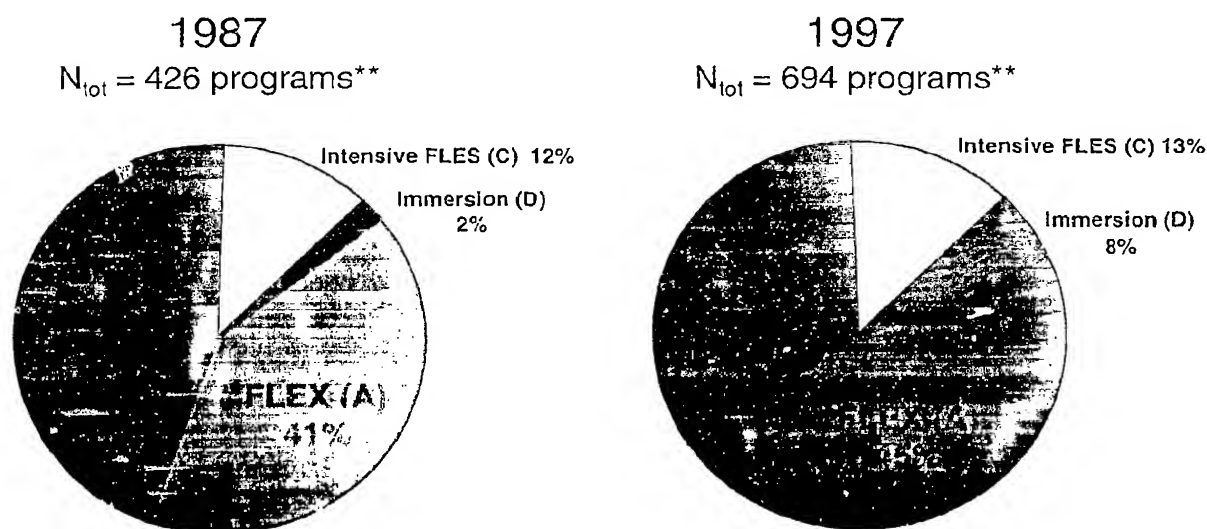 1987
N_tot = 426 programs**
Intensive FLES (C) 12%
Immersion (D)
2%
FLEX (A)
41%
1997
N_tot = 694 programs**
Intensive FLES (C) 13%
Immersion (D)
8%